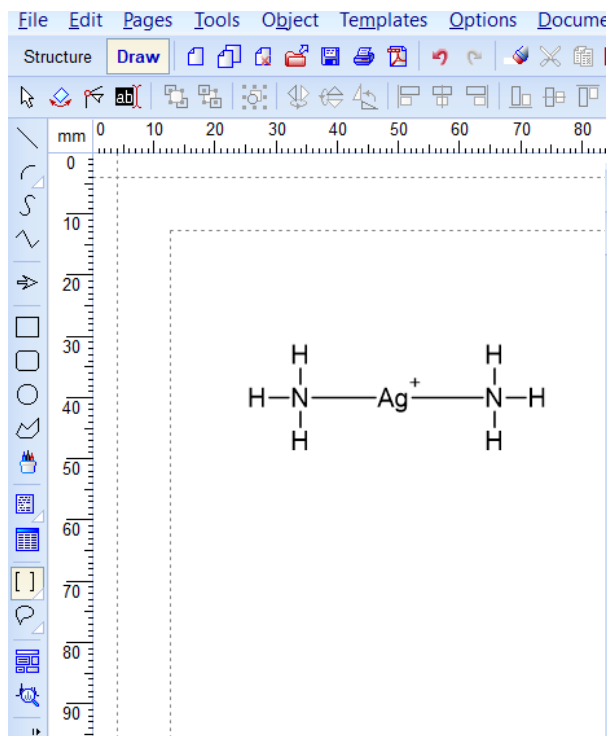 File Edit Pages Tools Object Templates Options Docume
Structure Draw
ab
mm 0 10 20 30 40 50 60 70 80
0
10
20
30
H H
H N Ag + N H
40
H H
50
60
[ ]
70
80
90